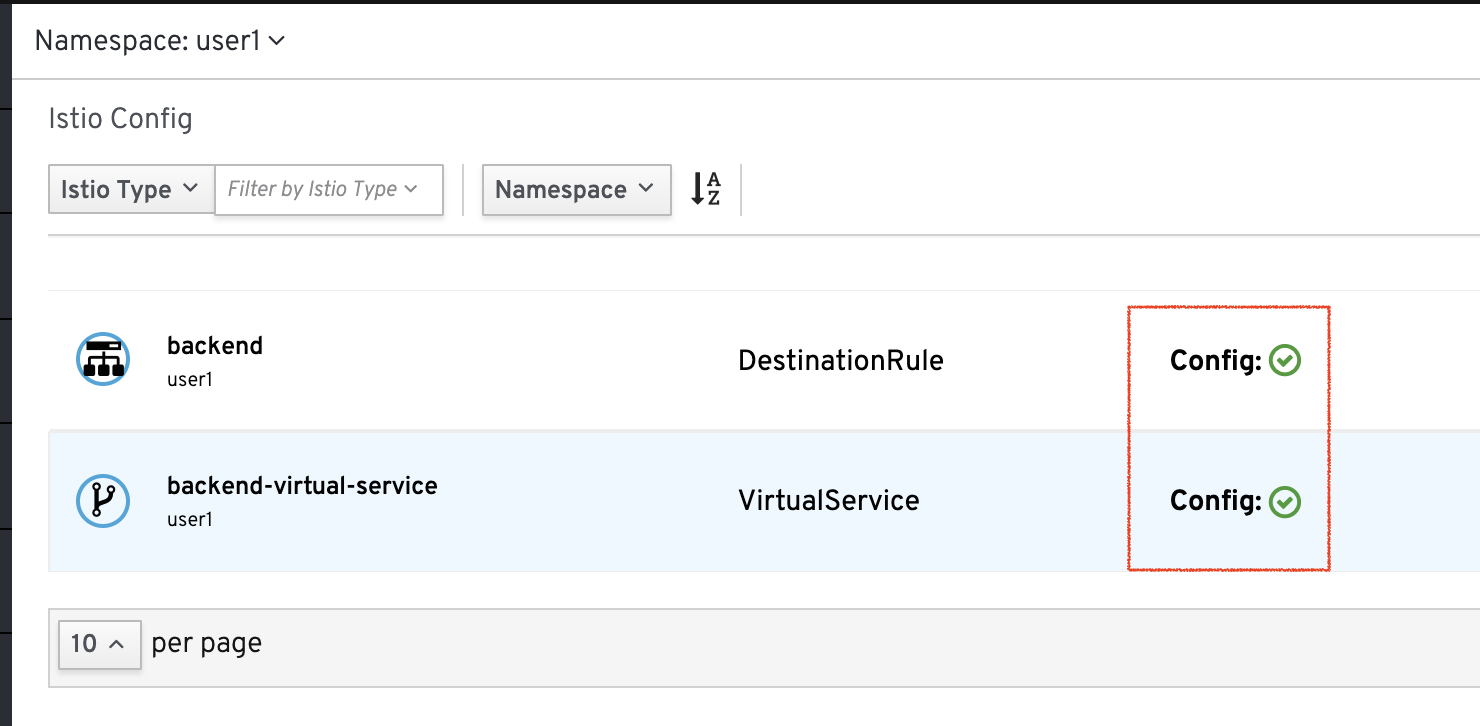 Namespace: user1
Istio Config
Istio Type Filter by Istio Type Namespace A Z
backend
user1
DestinationRule
Config:
backend-virtual-service
user1
VirtualService
Config:
10 per page